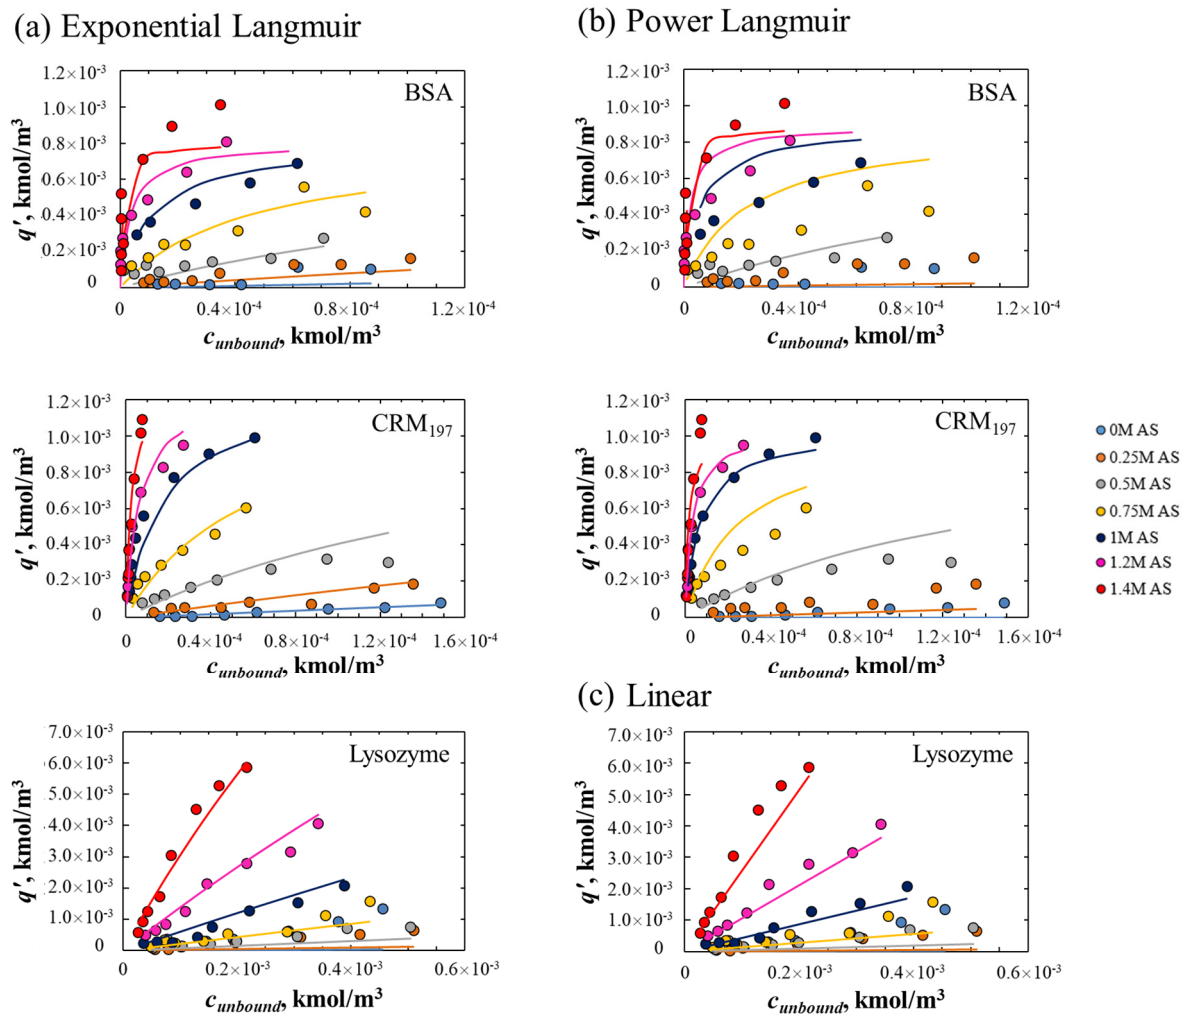 (a) Exponential Langmuir
1.2×10-3
1.0×10-3
0.8×10-3
0.6×10-3
0.4×10-3
0.2×10-3
0
BSA
q′, kmol/m3
0 0.4×10-4 0.8×10-4 1.2×10-4
cunbound, kmol/m3
(b) Power Langmuir
1.2×10-3
1.0×10-3
0.8×10-3
0.6×10-3
0.4×10-3
0.2×10-3
0
BSA
q′, kmol/m3
0 0.4×10-4 0.8×10-4 1.2×10-4
cunbound, kmol/m3
1.2×10-3
1.0×10-3
0.8×10-3
0.6×10-3
0.4×10-3
0.2×10-3
0
CRM197
q′, kmol/m3
0 0.4×10-4 0.8×10-4 1.2×10-4 1.6×10-4
cunbound, kmol/m3
1.2×10-3
1.0×10-3
0.8×10-3
0.6×10-3
0.4×10-3
0.2×10-3
0
CRM197
q′, kmol/m3
0 0.4×10-4 0.8×10-4 1.2×10-4 1.6×10-4
cunbound, kmol/m3
0M AS
0.25M AS
0.5M AS
0.75M AS
1M AS
1.2M AS
1.4M AS
7.0×10-3
6.0×10-3
5.0×10-3
4.0×10-3
3.0×10-3
2.0×10-3
1.0×10-3
0
Lysozyme
q′, kmol/m3
0 0.2×10-3 0.4×10-3 0.6×10-3
cunbound, kmol/m3
(c) Linear
7.0×10-3
6.0×10-3
5.0×10-3
4.0×10-3
3.0×10-3
2.0×10-3
1.0×10-3
0
Lysozyme
q′, kmol/m3
0 0.2×10-3 0.4×10-3 0.6×10-3
cunbound, kmol/m3